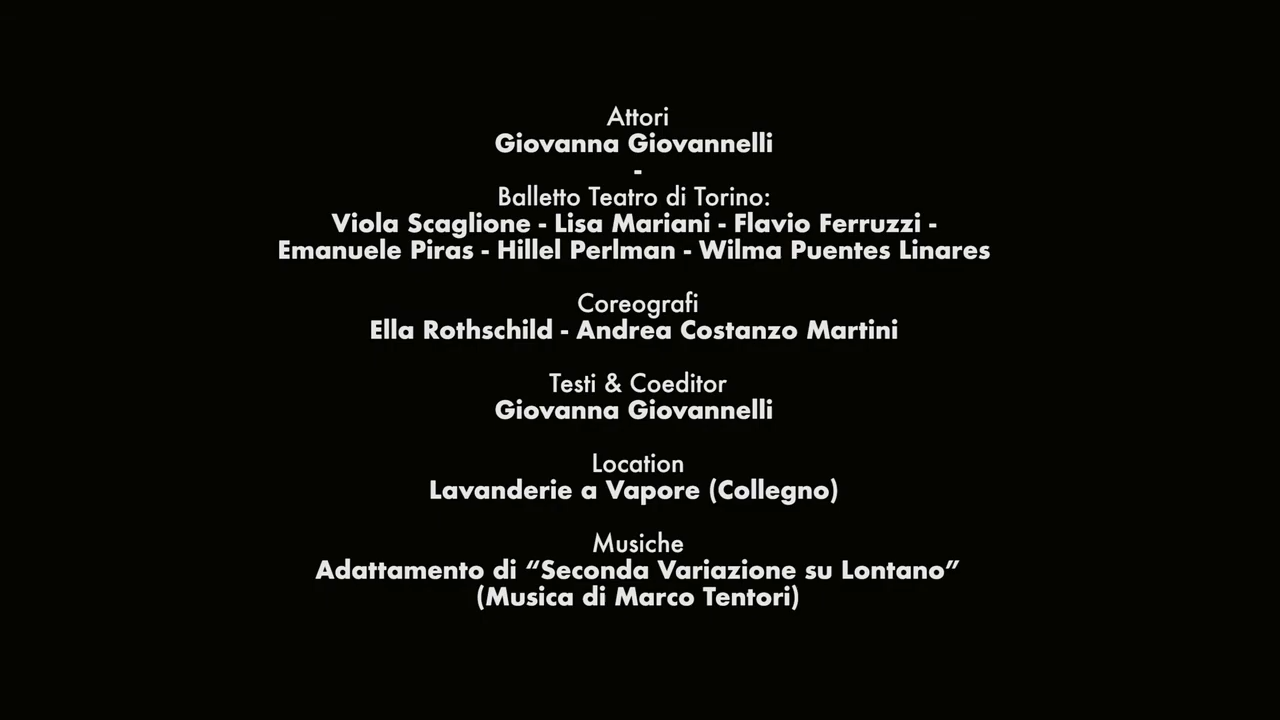 Attori
Giovanna Giovannelli
-
Balletto Teatro di Torino:
Viola Scaglione - Lisa Mariani - Flavio Ferruzzi -
Emanuele Piras - Hillel Perlman - Wilma Puentes Linares
Coreografi
Ella Rothschild - Andrea Costanzo Martini
Testi & Coeditor
Giovanna Giovannelli
Location
Lavanderie a Vapore (Collegno)
Musiche
Adattamento di “Seconda Variazione su Lontano”
(Musica di Marco Tentori)